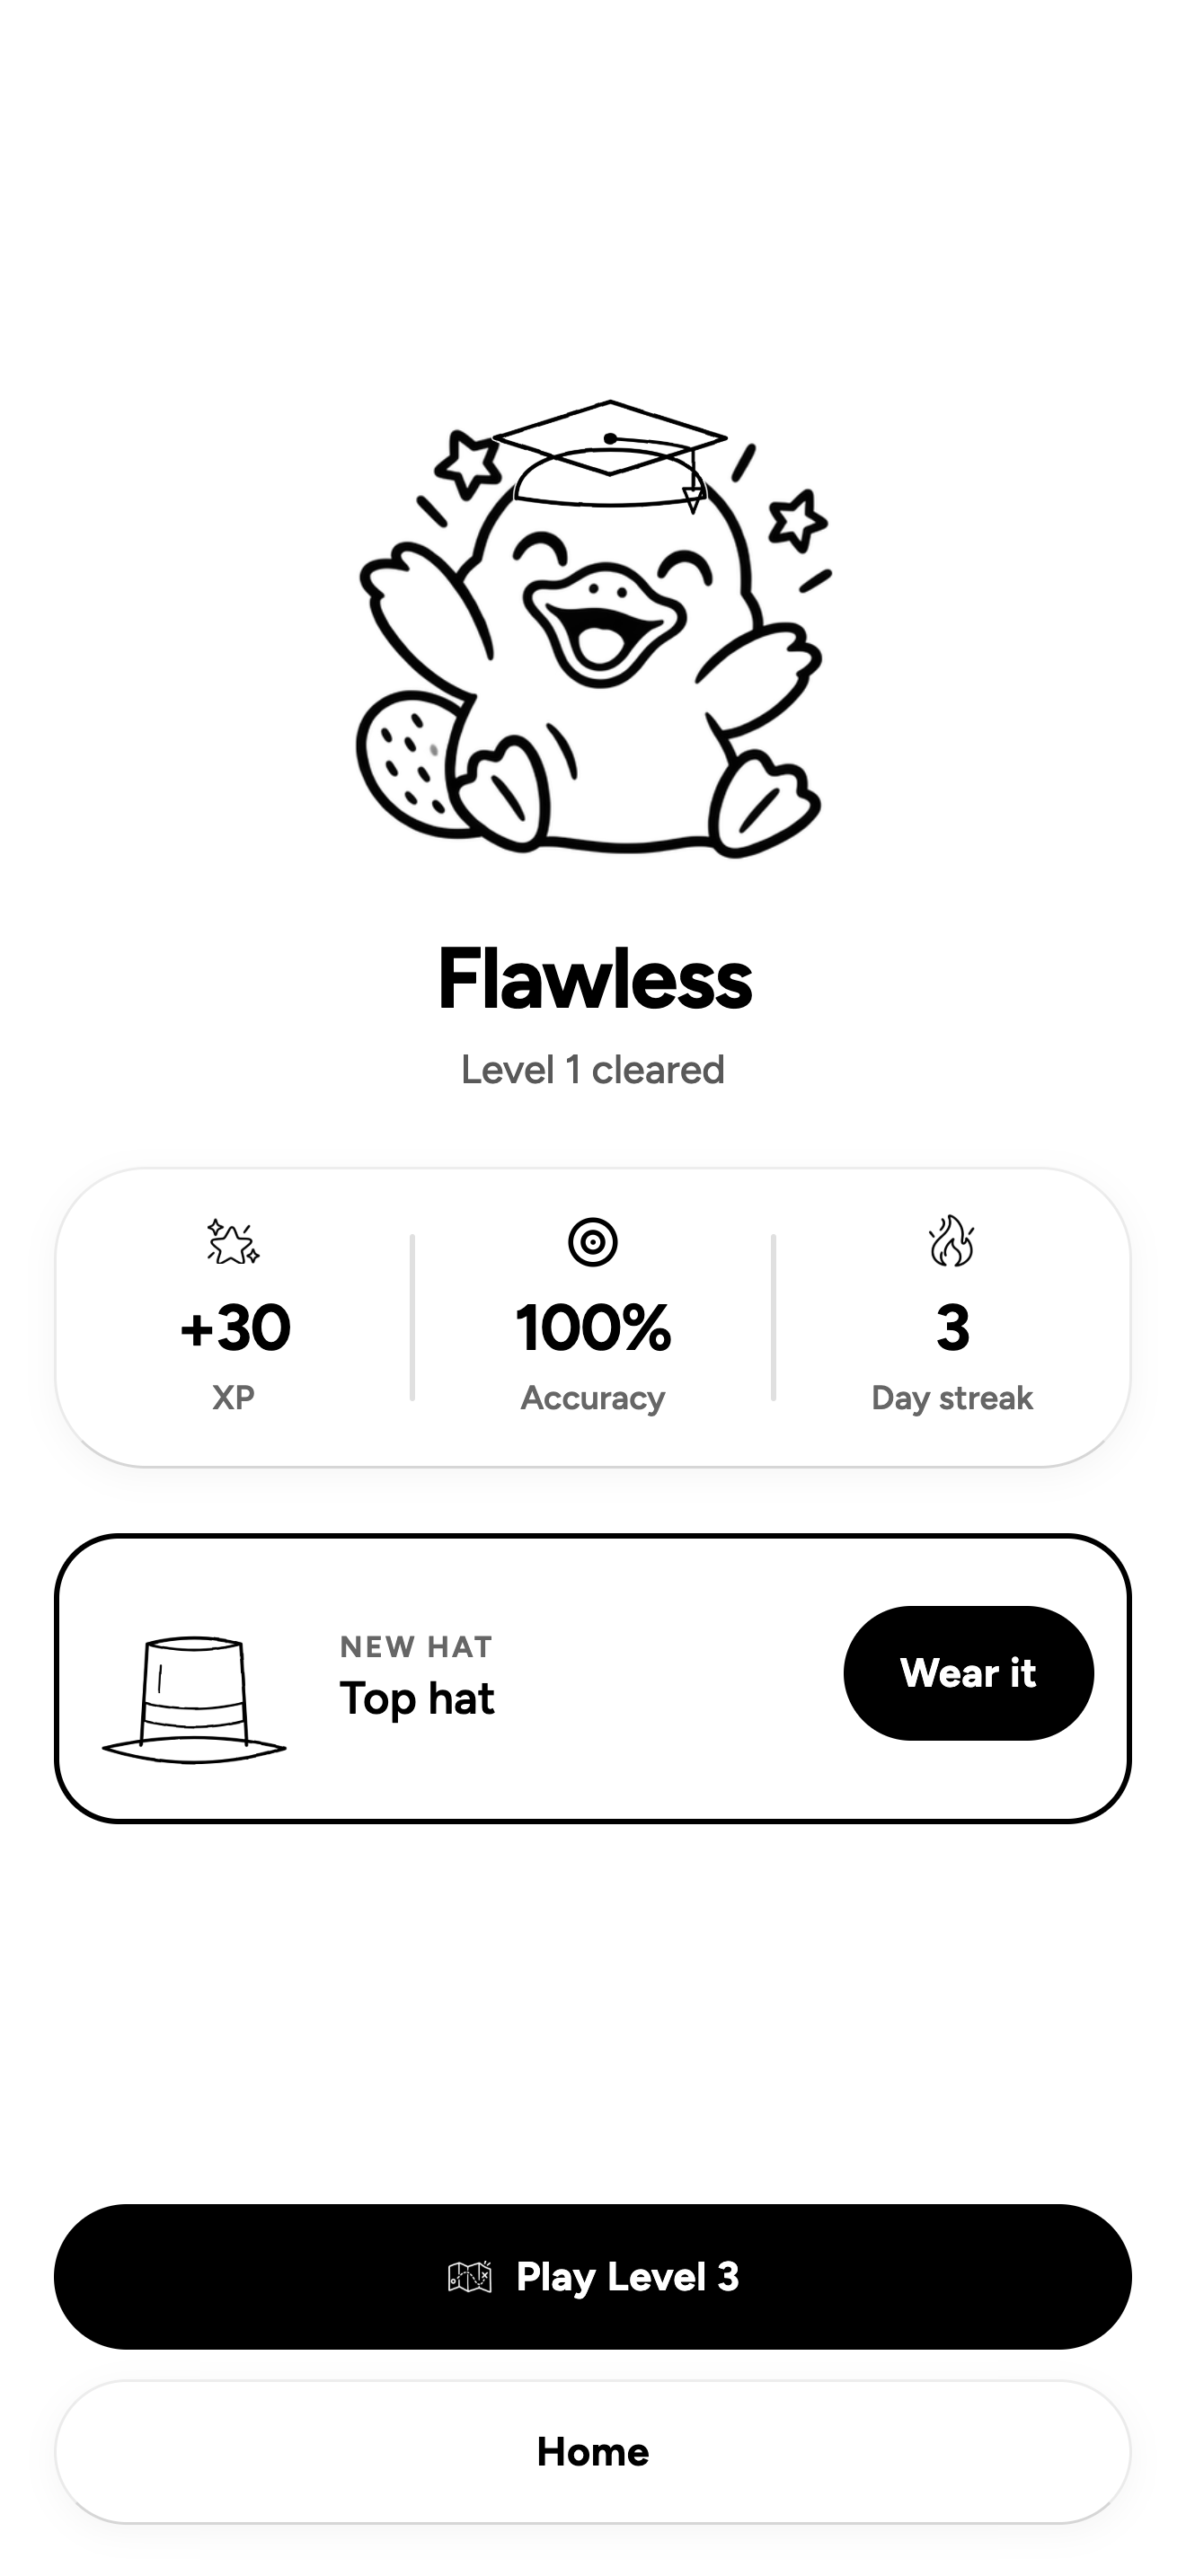 Flawless
Level 1 cleared
+30
XP
100%
Accuracy
3
Day streak
NEW HAT
Top hat
Wear it
Play Level 3
Home